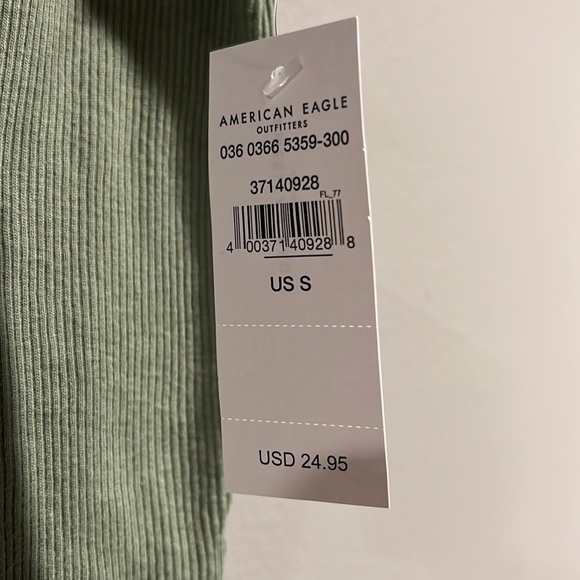 AMERICAN EAGLE
OUTFITTERS
036 0366 5359-300
37140928
FL_77
4 00371 40928 8
US S
USD 24.95